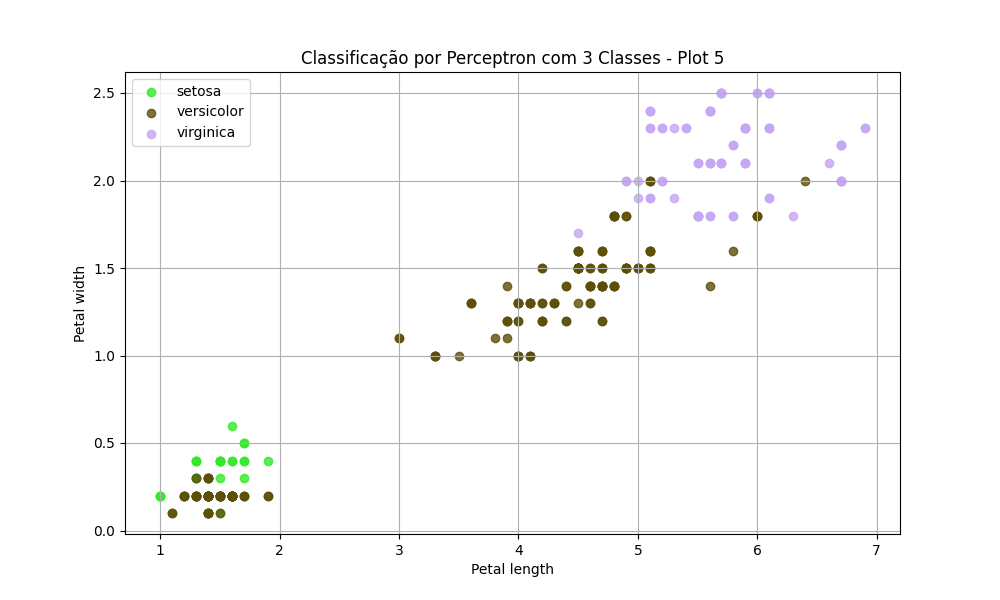 Classificação por Perceptron com 3 Classes - Plot 5
setosa
versicolor
virginica
Petal width
2.5
2.0
1.5
1.0
0.5
0.0
1 2 3 4 5 6 7
Petal length